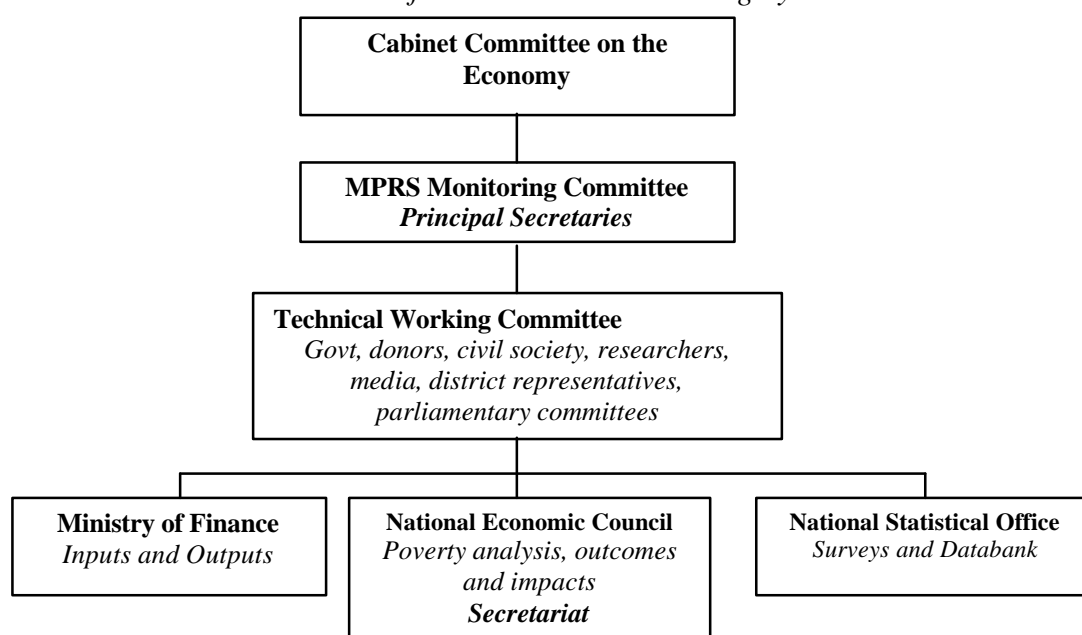 Cabinet Committee on the
Economy
MPRS Monitoring Committee
Principal Secretaries
Technical Working Committee
Govt, donors, civil society, researchers,
media, district representatives,
parliamentary committees
Ministry of Finance
Inputs and Outputs
National Economic Council
Poverty analysis, outcomes
and impacts
Secretariat
National Statistical Office
Surveys and Databank